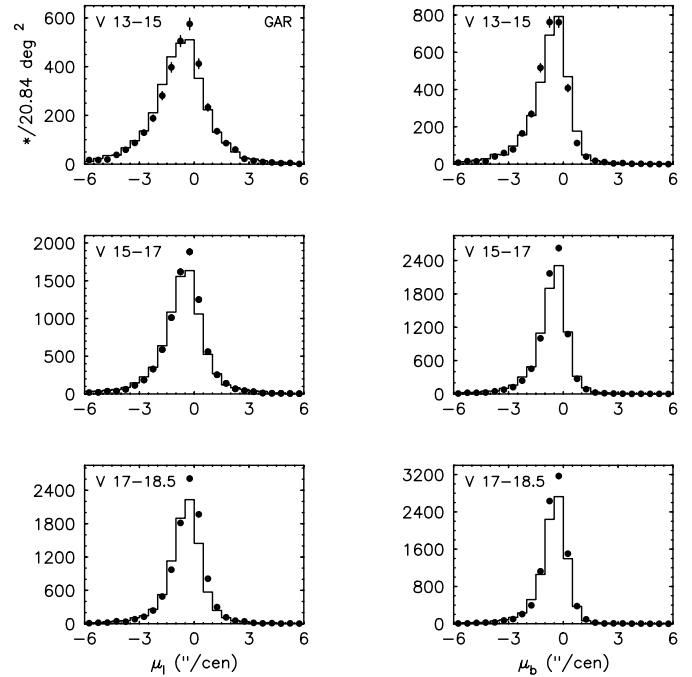 V 13−15 GAR
*/20.84 deg 2
600
400
200
0
−6 −3 0 3 6
V 13−15
800
600
400
200
0
−6 −3 0 3 6
V 15−17
2000
1500
1000
500
0
−6 −3 0 3 6
V 15−17
2400
1800
1200
600
0
−6 −3 0 3 6
V 17−18.5
2400
1800
1200
600
0
−6 −3 0 3 6
μl ("/cen)
V 17−18.5
3200
2400
1600
800
0
−6 −3 0 3 6
μb ("/cen)